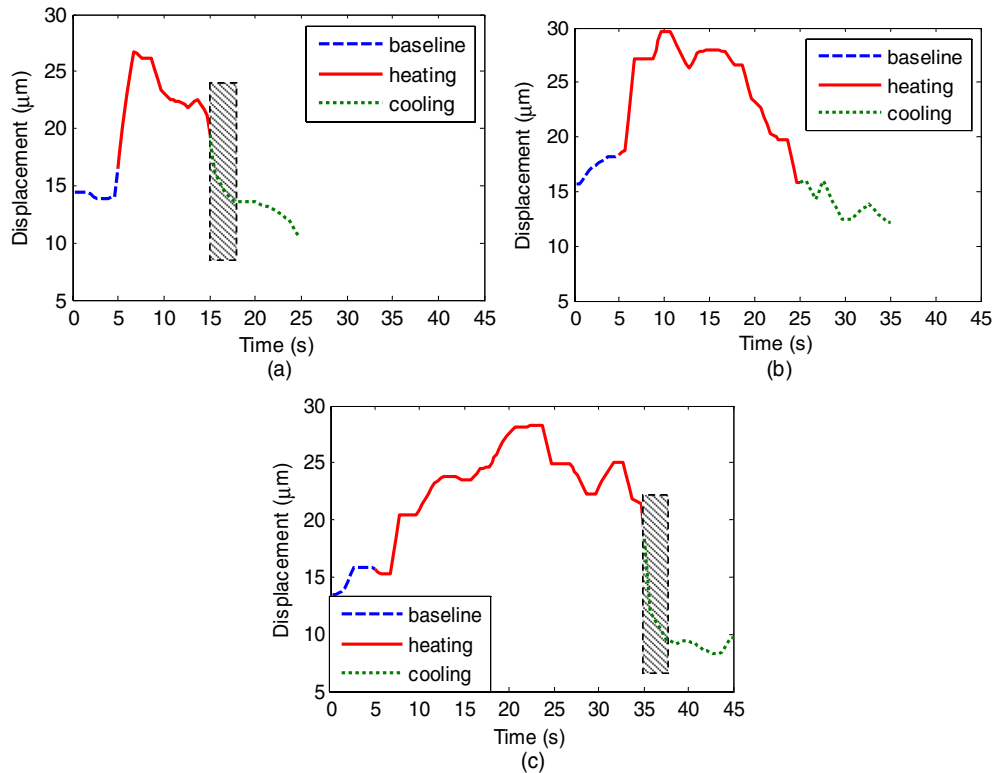 30
25
20
15
10
5
Displacement (μm)
baseline
heating
cooling
0 5 10 15 20 25 30 35 40 45
Time (s)
(a)
30
25
20
15
10
5
Displacement (μm)
baseline
heating
cooling
0 5 10 15 20 25 30 35 40 45
Time (s)
(b)
30
25
20
15
10
5
Displacement (μm)
baseline
heating
cooling
0 5 10 15 20 25 30 35 40 45
Time (s)
(c)